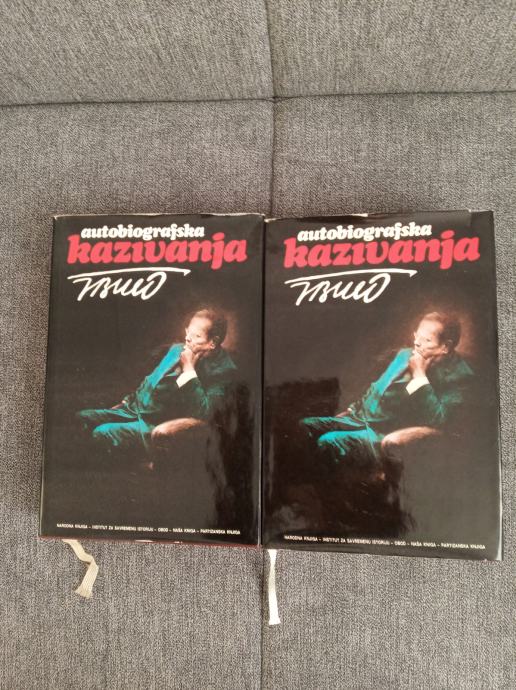 autobiografska
kazivanja
TITO
NARODNA KNJIGA – INSTITUT ZA SAVREMENU ISTORIJU – OBOD – NAŠA KNJIGA – PARTIZANSKA KNJIGA
autobiografska
kazivanja
TITO
NARODNA KNJIGA – INSTITUT ZA SAVREMENU ISTORIJU – OBOD – NAŠA KNJIGA – PARTIZANSKA KNJIGA